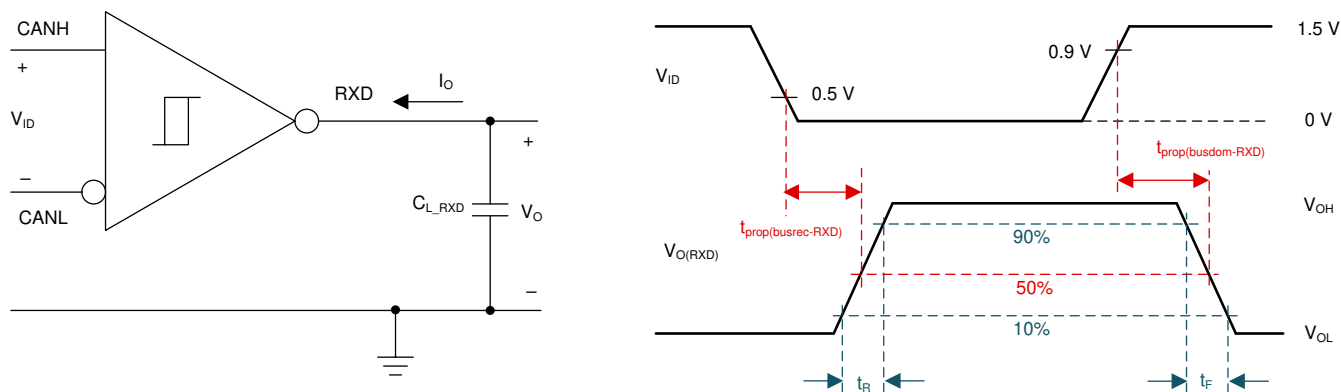 CANH
+
V_ID
−
CANL
RXD
I_O
+
C_L_RXD
V_O
−
V_ID
0.5 V
0.9 V
1.5 V
0 V
t_prop(busrec-RXD)
t_prop(busdom-RXD)
V_O(RXD)
90%
50%
10%
V_OH
V_OL
t_R
t_F